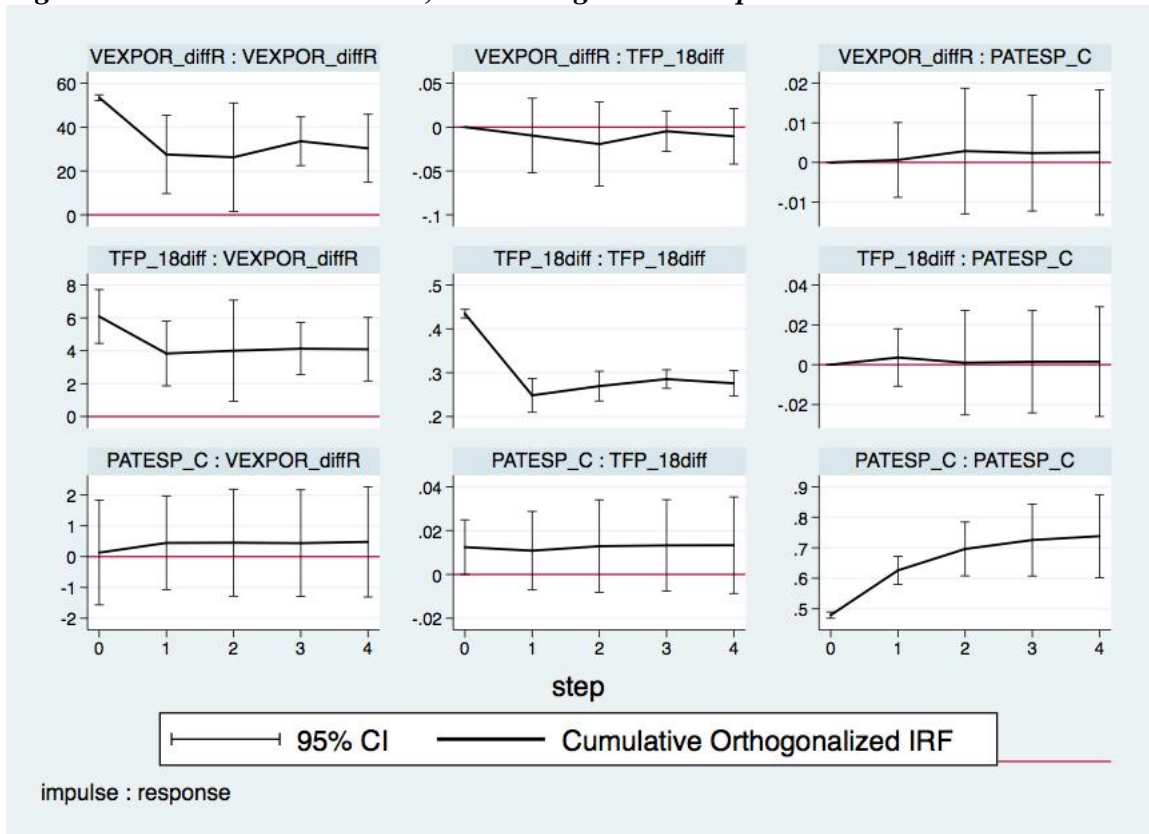 VEXPOR_diffR : VEXPOR_diffR VEXPOR_diffR : TFP_18diff VEXPOR_diffR : PATESP_C
60 .05 .02
40 0 .01
20 -.05 0
0 -.1 -.01
TFP_18diff : VEXPOR_diffR TFP_18diff : TFP_18diff TFP_18diff : PATESP_C
8 .5 .04
6 .4 .02
4 .3 0
2 .2 -.02
0
PATESP_C : VEXPOR_diffR PATESP_C : TFP_18diff PATESP_C : PATESP_C
2 .04 .9
1 .02 .8
0 0 .7
-1 -.02 .6
-2 .5
0 1 2 3 4 0 1 2 3 4 0 1 2 3 4
step
95% CI Cumulative Orthogonalized IRF
impulse : response